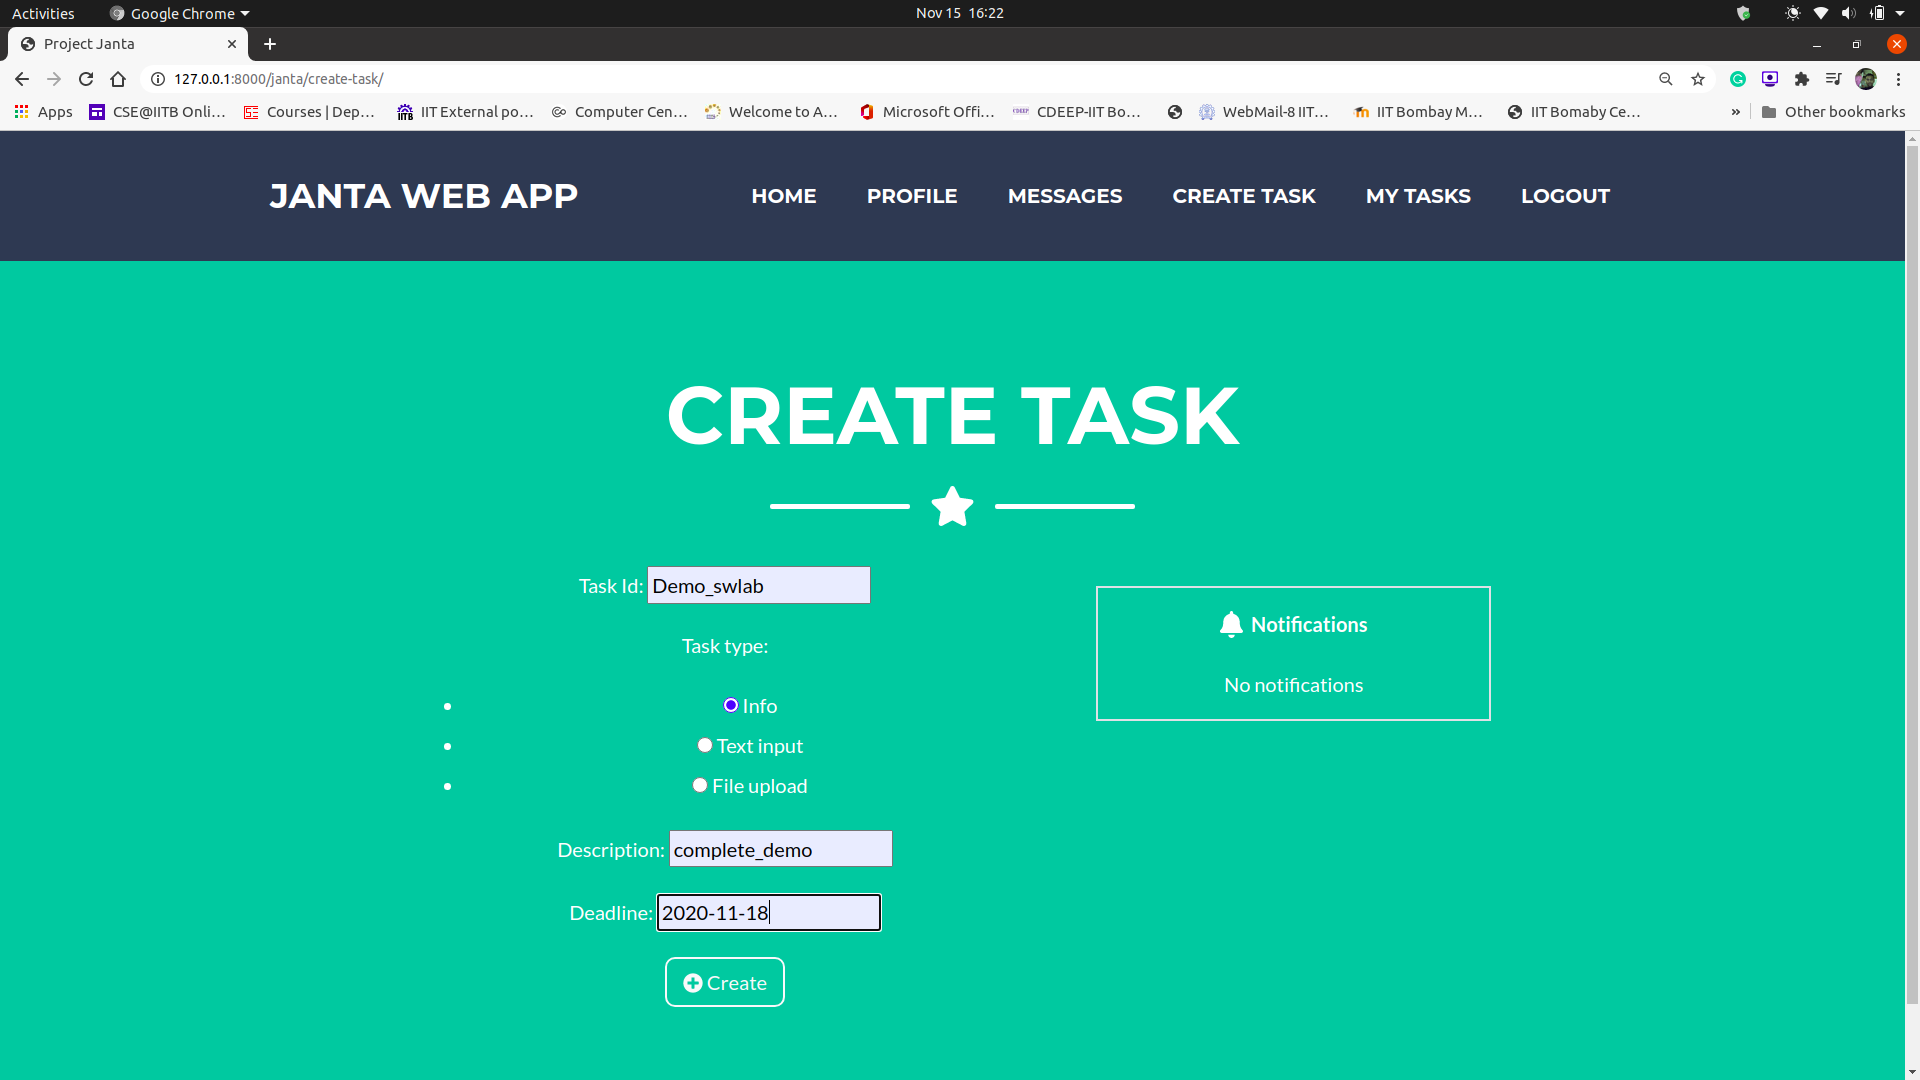 Activities Google Chrome Nov 15 16:22
Project Janta
127.0.0.1:8000/janta/create-task/
Apps CSE@IITB Onli... Courses | Dep... IIT External po... Computer Cen... Welcome to A... Microsoft Offi... CDEEP-IIT Bo... WebMail-8 IIT... IIT Bombay M... IIT Bomaby Ce... » Other bookmarks
JANTA WEB APP HOME PROFILE MESSAGES CREATE TASK MY TASKS LOGOUT
CREATE TASK
Task Id: Demo_swlab
Notifications
Task type:
No notifications
Info
Text input
File upload
Description: complete_demo
Deadline: 2020-11-18
Create